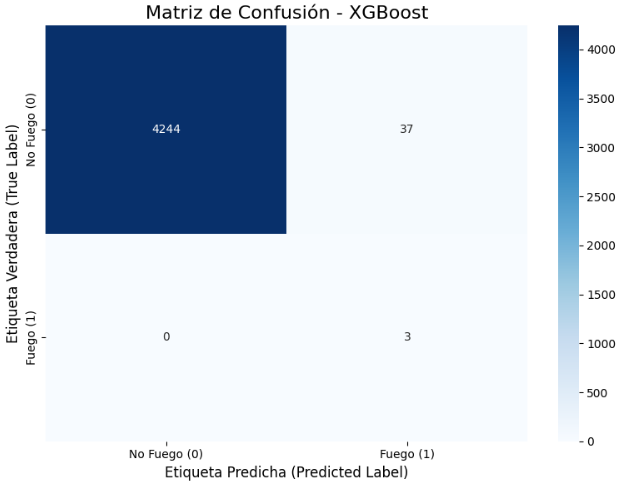 Matriz de Confusión - XGBoost
Etiqueta Verdadera (True Label)
No Fuego (0)
4244
37
Fuego (1)
0
3
No Fuego (0)
Fuego (1)
Etiqueta Predicha (Predicted Label)
4000
3500
3000
2500
2000
1500
1000
500
0